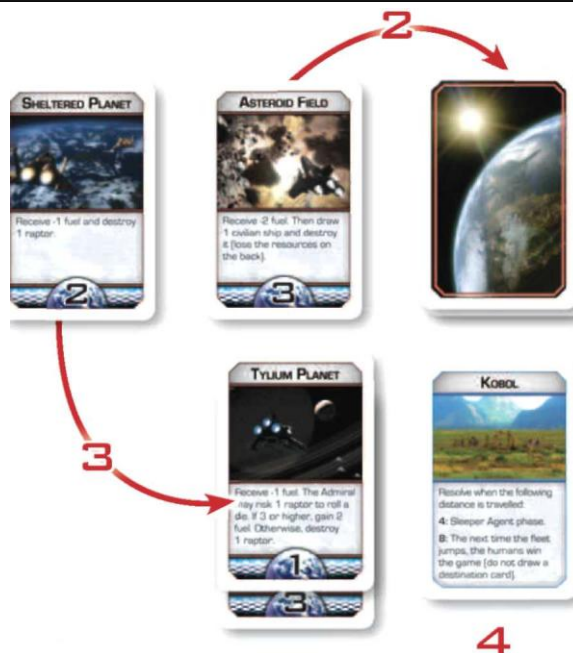 2
SHELTERED PLANET
Receive -1 fuel and destroy
1 raptor.
2
ASTEROID FIELD
Receive -2 fuel. Then draw
1 civilian ship and destroy
it (lose the resources on
the back).
3
3
TYLIUM PLANET
Receive -1 fuel. The Admiral
may risk 1 raptor to roll a
die. If 3 or higher, gain 2
fuel. Otherwise, destroy
1 raptor.
1
3
KOBOL
Resolve when the following
distance is travelled:
4: Sleeper Agent phase.
8: The next time the fleet
jumps, the humans win
the game (do not draw a
destination card).
4